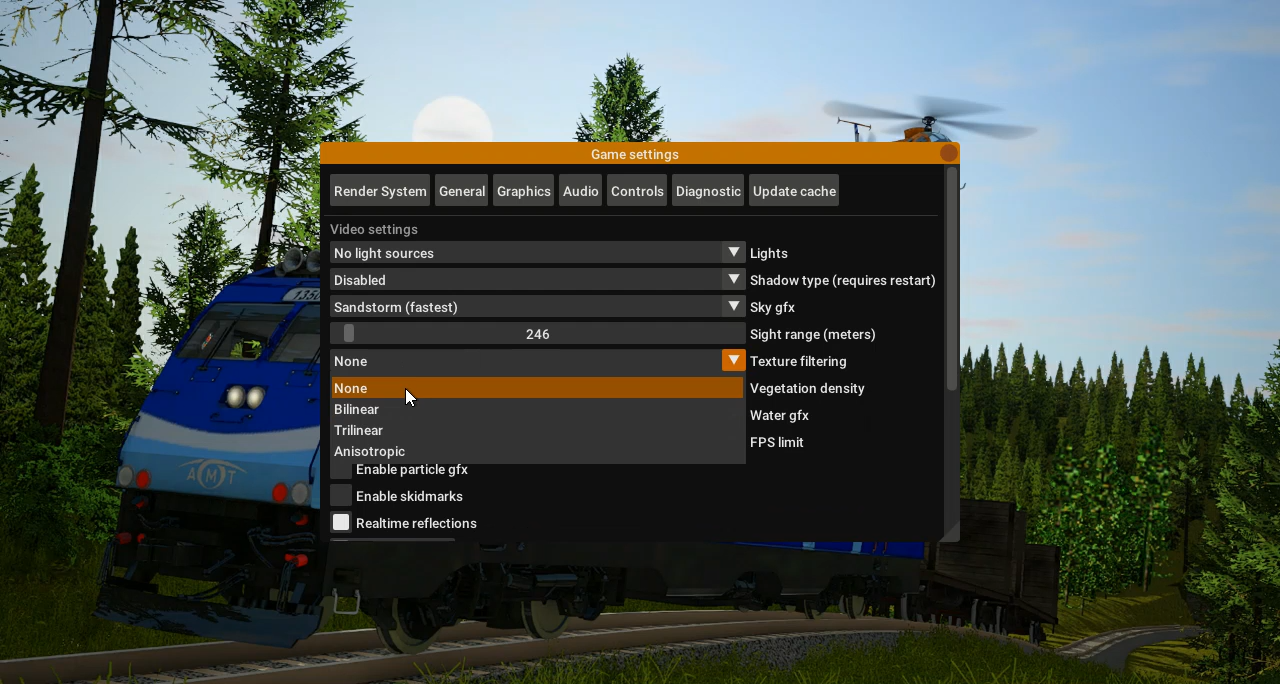 Game settings
Render System General Graphics Audio Controls Diagnostic Update cache
Video settings
No light sources Lights
Disabled Shadow type (requires restart)
Sandstorm (fastest) Sky gfx
246 Sight range (meters)
None Texture filtering
None Vegetation density
Bilinear Water gfx
Trilinear FPS limit
Anisotropic
Enable particle gfx
Enable skidmarks
Realtime reflections
AMT